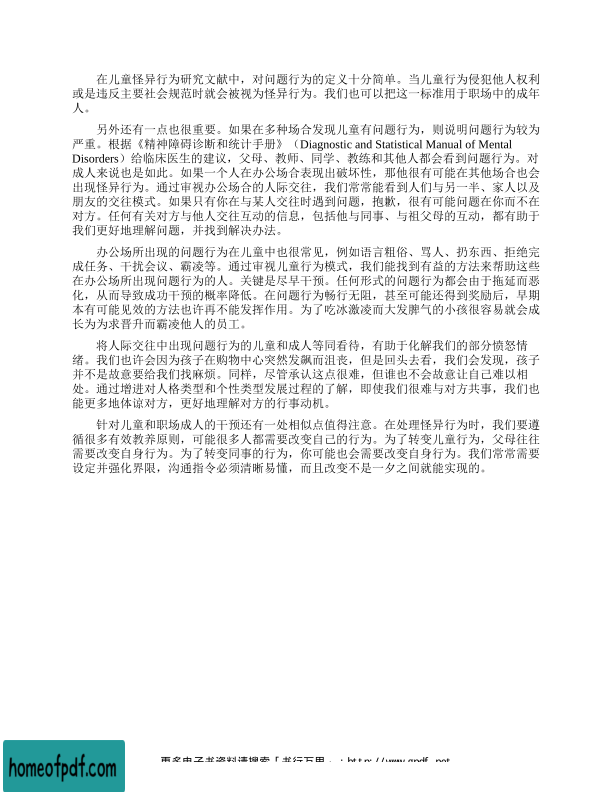 在儿童怪异行为研究文献中，对问题行为的定义十分简单。当儿童行为侵犯他人权利
或是违反主要社会规范时就会被视为怪异行为。我们也可以把这一标准用于职场中的成年
人。
另外还有一点也很重要。如果在多种场合发现儿童有问题行为，则说明问题行为较为
严重。根据《精神障碍诊断和统计手册》（Diagnostic and Statistical Manual of Mental
Disorders）给临床医生的建议，父母、教师、同学、教练和其他人都会看到问题行为。对
成人来说也是如此。如果一个人在办公场合表现出破坏性，那他很有可能在其他场合也会
出现怪异行为。通过审视办公场合的人际交往，我们常常能看到人们与另一半、家人以及
朋友的交往模式。如果只有你在与某人交往时遇到问题，抱歉，很有可能问题在你而不在
对方。任何有关对方与他人交往互动的信息，包括他与同事、与祖父母的互动，都有助于
我们更好地理解问题，并找到解决办法。
办公场所出现的问题行为在儿童中也很常见，例如语言粗俗、骂人、扔东西、拒绝完
成任务、干扰会议、霸凌等。通过审视儿童行为模式，我们能找到有益的方法来帮助这些
在办公场所出现问题行为的人。关键是尽早干预。任何形式的问题行为都会由于拖延而恶
化，从而导致成功干预的概率降低。在问题行为畅行无阻，甚至可能还得到奖励后，早期
本有可能见效的方法也许再不能发挥作用。为了吃冰激凌而大发脾气的小孩很容易就会成
长为为求晋升而霸凌他人的员工。
将人际交往中出现问题行为的儿童和成人等同看待，有助于化解我们的部分愤怒情
绪。我们也许会因为孩子在购物中心突然发飙而沮丧，但是回头去看，我们会发现，孩子
并不是故意要给我们找麻烦。同样，尽管承认这点很难，但谁也不会故意让自己难以相
处。通过增进对人格类型和个性类型发展过程的了解，即使我们很难与对方共事，我们也
能更多地体谅对方，更好地理解对方的行事动机。
针对儿童和职场成人的干预还有一处相似点值得注意。在处理怪异行为时，我们要遵
循很多有效教养原则，可能很多人都需要改变自己的行为。为了转变儿童行为，父母往往
需要改变自身行为。为了转变同事的行为，你可能也会需要改变自身行为。我们常常需要
设定并强化界限，沟通指令必须清晰易懂，而且改变不是一夕之间就能实现的。
homeofpdf.com